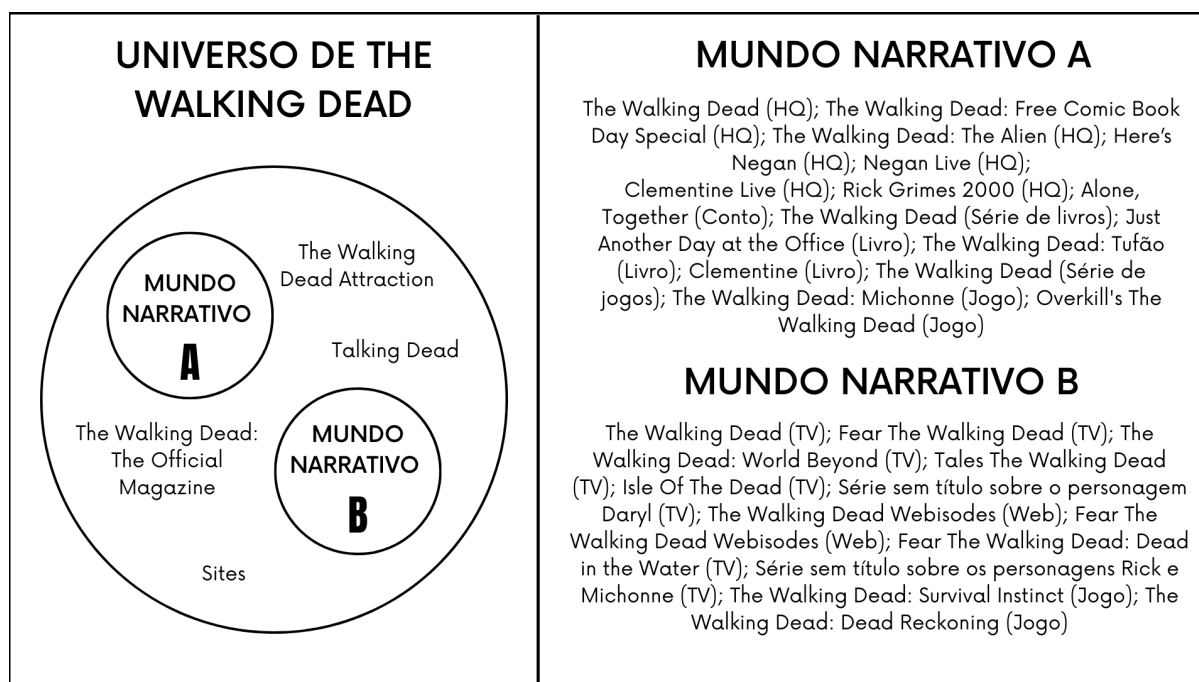 UNIVERSO DE THE
WALKING DEAD
The Walking
Dead Attraction
MUNDO
NARRATIVO
A
Talking Dead
The Walking Dead:
The Official
Magazine
MUNDO
NARRATIVO
B
Sites
MUNDO NARRATIVO A
The Walking Dead (HQ); The Walking Dead: Free Comic Book
Day Special (HQ); The Walking Dead: The Alien (HQ); Here’s
Negan (HQ); Negan Live (HQ);
Clementine Live (HQ); Rick Grimes 2000 (HQ); Alone,
Together (Conto); The Walking Dead (Série de livros); Just
Another Day at the Office (Livro); The Walking Dead: Tufão
(Livro); Clementine (Livro); The Walking Dead (Série de
jogos); The Walking Dead: Michonne (Jogo); Overkill's The
Walking Dead (Jogo)
MUNDO NARRATIVO B
The Walking Dead (TV); Fear The Walking Dead (TV); The
Walking Dead: World Beyond (TV); Tales The Walking Dead
(TV); Isle Of The Dead (TV); Série sem título sobre o personagem
Daryl (TV); The Walking Dead Webisodes (Web); Fear The
Walking Dead Webisodes (Web); Fear The Walking Dead: Dead
in the Water (TV); Série sem título sobre os personagens Rick e
Michonne (TV); The Walking Dead: Survival Instinct (Jogo); The
Walking Dead: Dead Reckoning (Jogo)